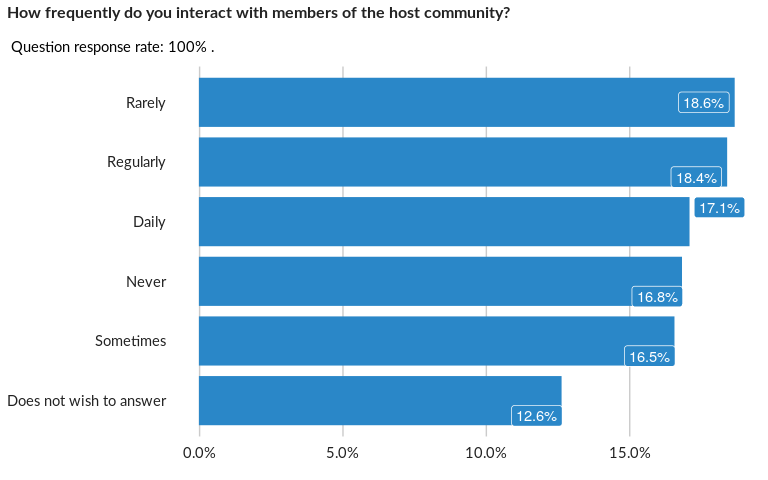 How frequently do you interact with members of the host community?
Question response rate: 100% .
Rarely
18.6%
Regularly
18.4%
Daily
17.1%
Never
16.8%
Sometimes
16.5%
Does not wish to answer
12.6%
0.0% 5.0% 10.0% 15.0%